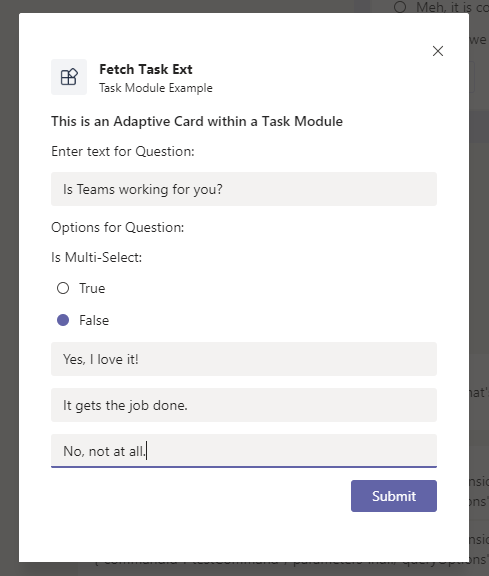 Meh, it is co
we
Fetch Task Ext
Task Module Example
This is an Adaptive Card within a Task Module
Enter text for Question:
Is Teams working for you?
Options for Question:
Is Multi-Select:
True
False
Yes, I love it!
It gets the job done.
No, not at all.
Submit